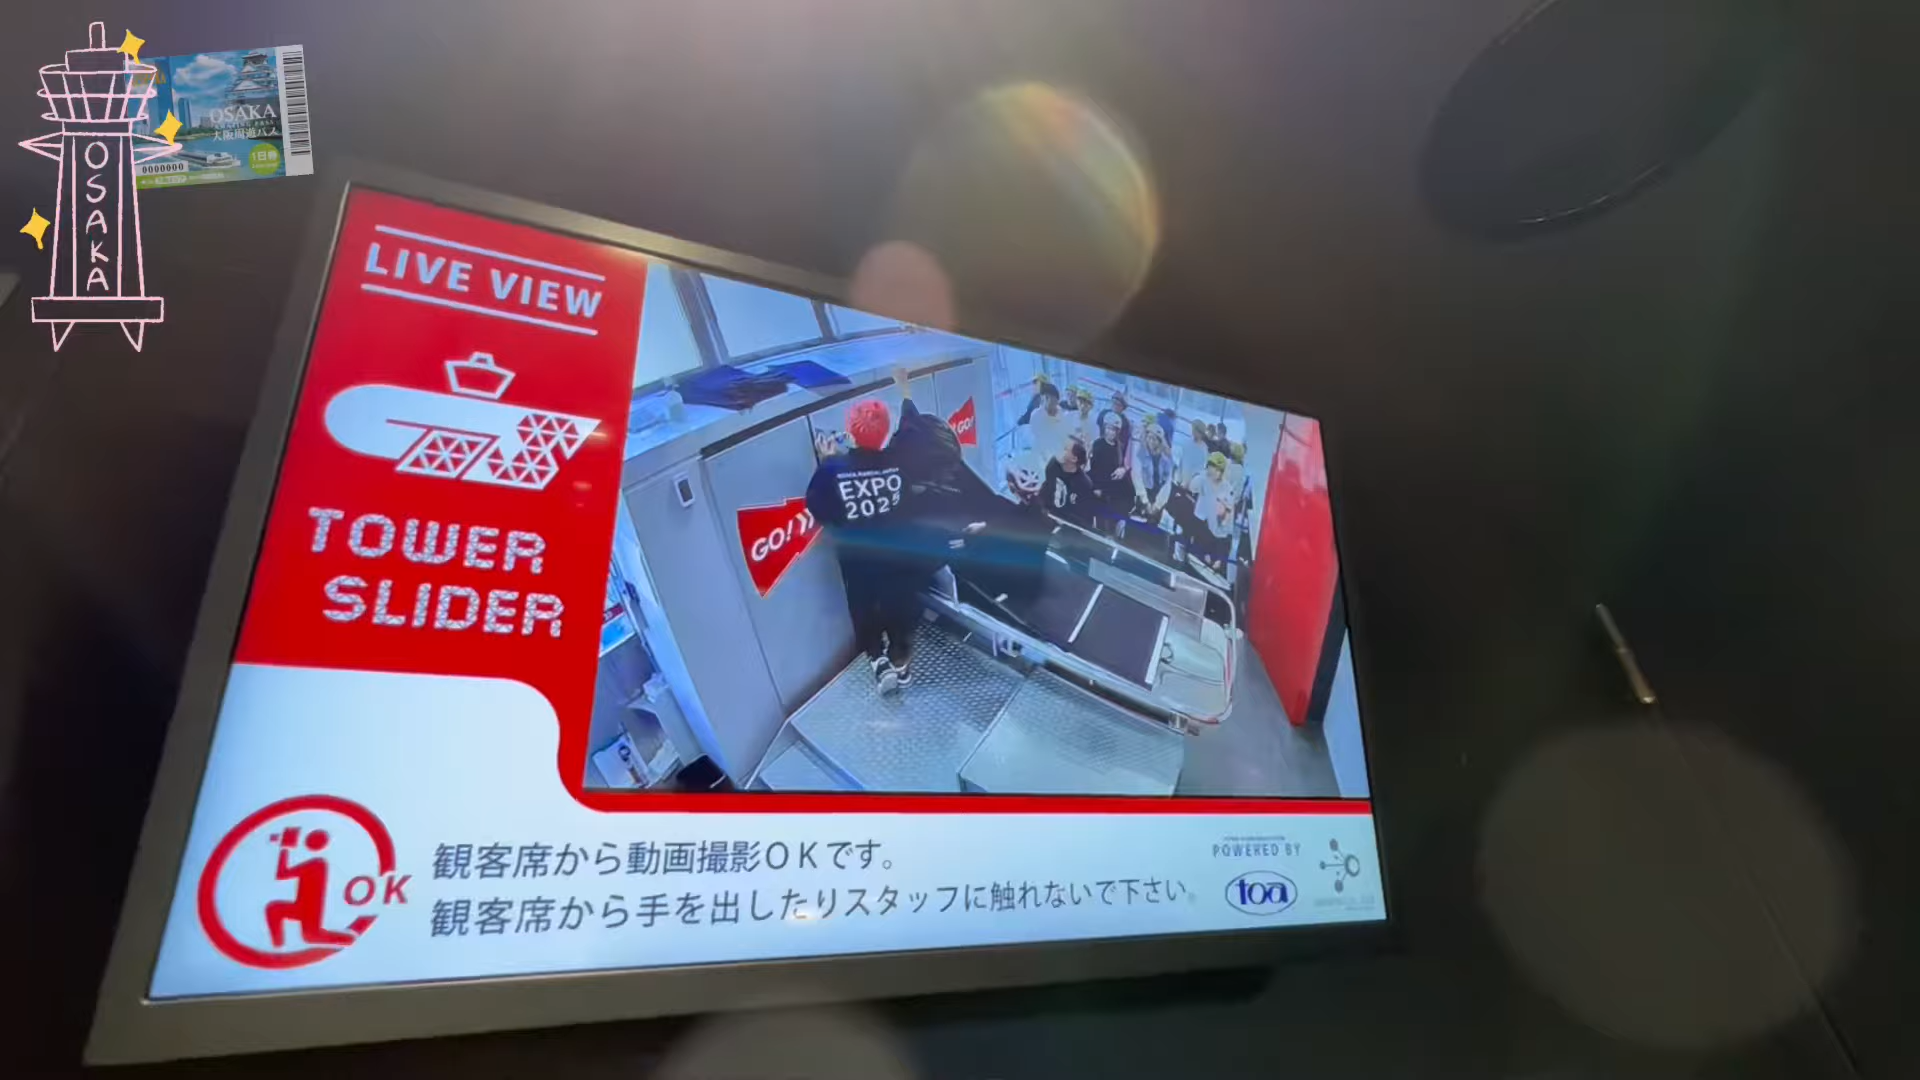 OSAKA
OSAKA
AMAZING PASS
大阪周遊パス
1日券
0000000
LIVE VIEW
TOWER
SLIDER
EXPO
2025
GO!
GO!
OK
観客席から動画撮影OKです。
観客席から手を出したりスタッフに触れないで下さい。
POWERED BY
toa